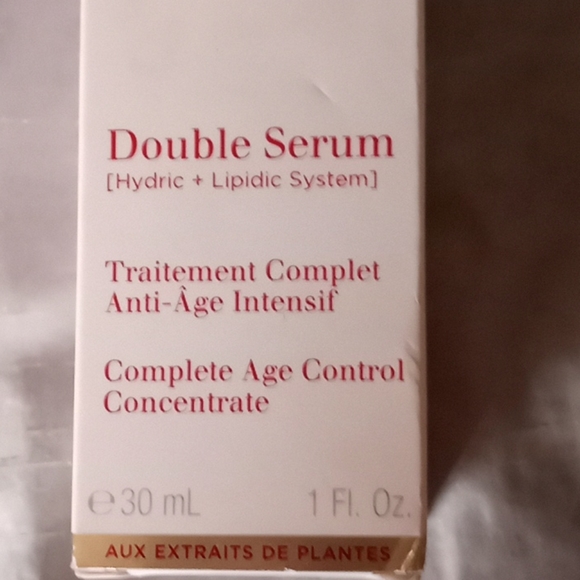 Double Serum
[Hydric + Lipidic System]
Traitement Complet
Anti-Âge Intensif
Complete Age Control
Concentrate
℮30 mL 1 Fl. Oz.
AUX EXTRAITS DE PLANTES